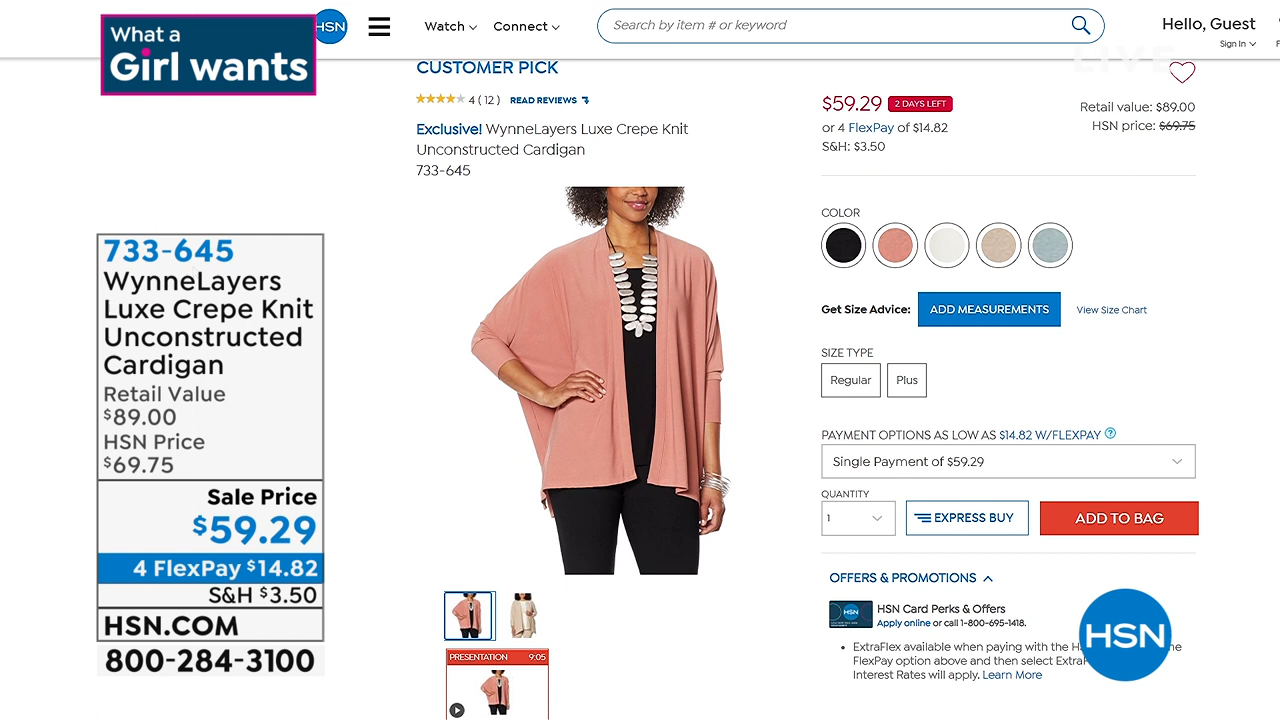 What a
Girl wants
HSN
Watch
Connect
Search by item # or keyword
Hello, Guest
Sign In
LIVE
CUSTOMER PICK
4 (12) READ REVIEWS
Exclusive! WynneLayers Luxe Crepe Knit
Unconstructed Cardigan
733-645
$59.29 2 DAYS LEFT
or 4 FlexPay of $14.82
S&H: $3.50
Retail value: $89.00
HSN price: $69.75
COLOR
Get Size Advice: ADD MEASUREMENTS View Size Chart
SIZE TYPE
Regular Plus
PAYMENT OPTIONS AS LOW AS $14.82 W/FLEXPAY ?
Single Payment of $59.29
QUANTITY
1
EXPRESS BUY
ADD TO BAG
OFFERS & PROMOTIONS
HSN
HSN Card Perks & Offers
Apply online or call 1-800-695-1418.
• ExtraFlex available when paying with the
FlexPay option above and then select
Interest Rates will apply. Learn More
HSN
733-645
WynneLayers
Luxe Crepe Knit
Unconstructed
Cardigan
Retail Value
$89.00
HSN Price
$69.75
Sale Price
$59.29
4 FlexPay $14.82
S&H $3.50
HSN.COM
800-284-3100
PRESENTATION 9:05